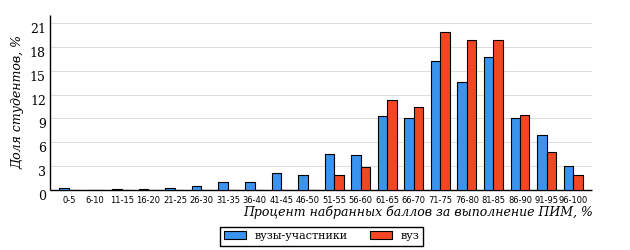 Доля студентов, %
21
18
15
12
9
6
3
0
0-5 6-10 11-15 16-20 21-25 26-30 31-35 36-40 41-45 46-50 51-55 56-60 61-65 66-70 71-75 76-80 81-85 86-90 91-95 96-100
Процент набранных баллов за выполнение ПИМ, %
вузы-участники вуз